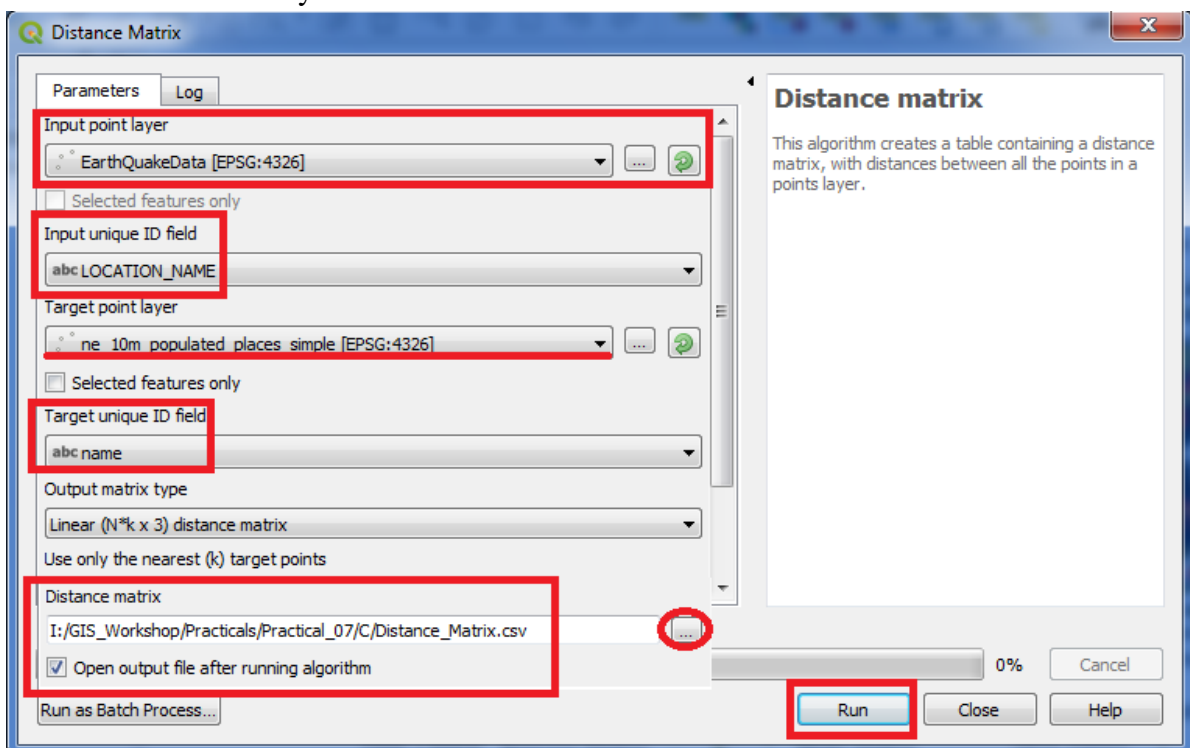 Distance Matrix
Parameters
Log
Input point layer
EarthQuakeData [EPSG:4326]
...
Selected features only
Input unique ID field
abc LOCATION_NAME
Target point layer
ne_10m_populated_places_simple [EPSG:4326]
...
Selected features only
Target unique ID field
abc name
Output matrix type
Linear (N*k x 3) distance matrix
Use only the nearest (k) target points
Distance matrix
I:/GIS_Workshop/Practicals/Practical_07/C/Distance_Matrix.csv
...
Open output file after running algorithm
Distance matrix
This algorithm creates a table containing a distance
matrix, with distances between all the points in a
points layer.
0%
Cancel
Run as Batch Process...
Run
Close
Help